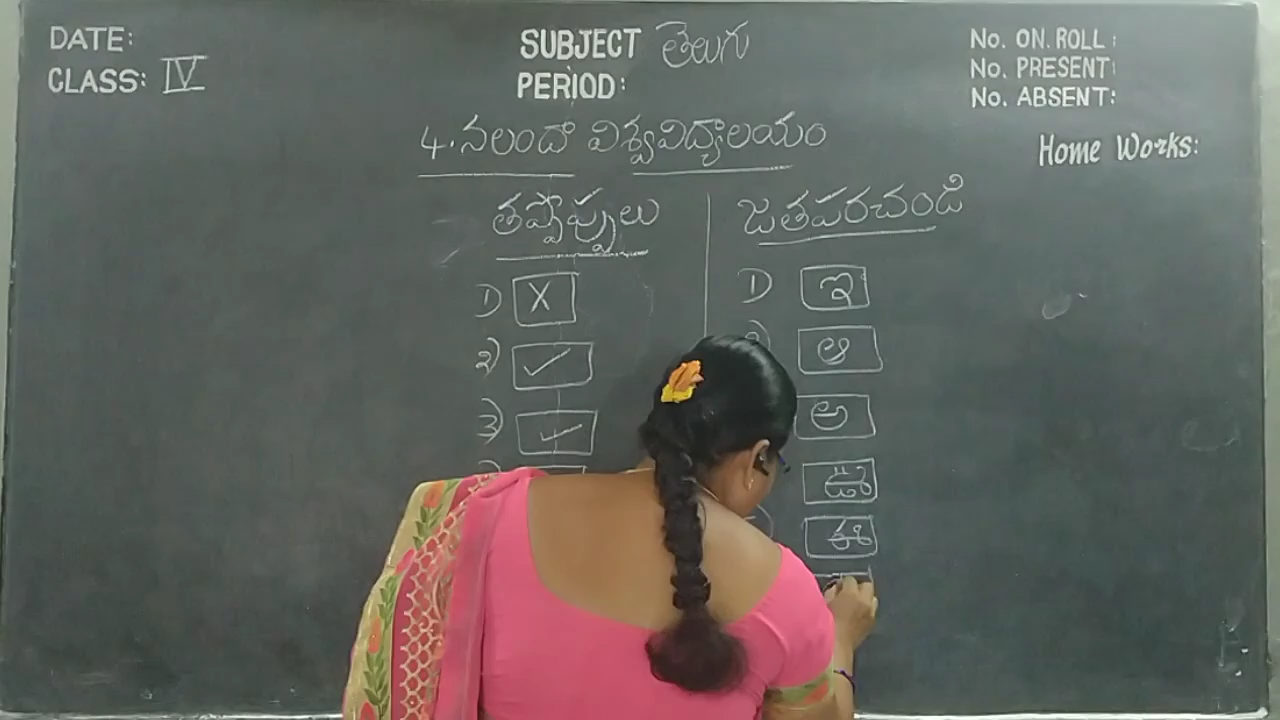 DATE:
CLASS: IV
SUBJECT తెలుగు
PERIOD:
No. ON. ROLL :
No. PRESENT:
No. ABSENT:
Home Works:
4. నలందా విశ్వవిద్యాలయం
తప్పొప్పులు
1) X
2) ✓
3) ✓
జతపరచండి
1) ఇ
ఆ
అ
ఉ
ఈ